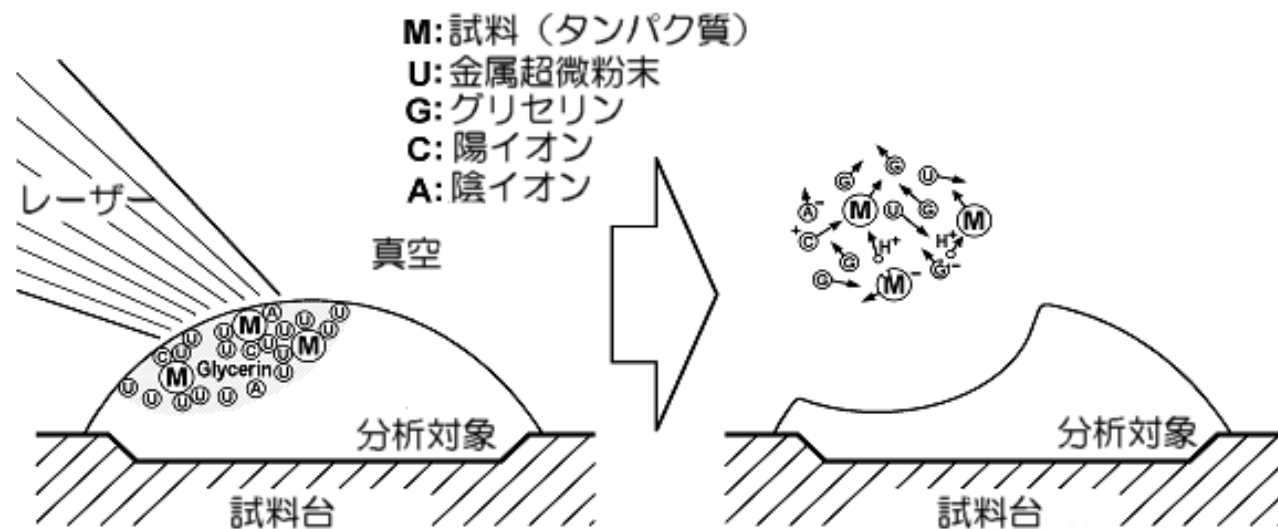 M:試料（タンパク質）
U:金属超微粉末
G:グリセリン
C:陽イオン
A:陰イオン
レーザー
真空
A
U
U
U
M
U
U
U
U
U
U
C
U
U
U
C
U
U
M
M
Glycerin
U
U
U
U
U
U
U
A
分析対象
試料台
G
U
G
A-
M
U
G
M
+
C
H+
H+
G
G-
G
M-
分析対象
試料台